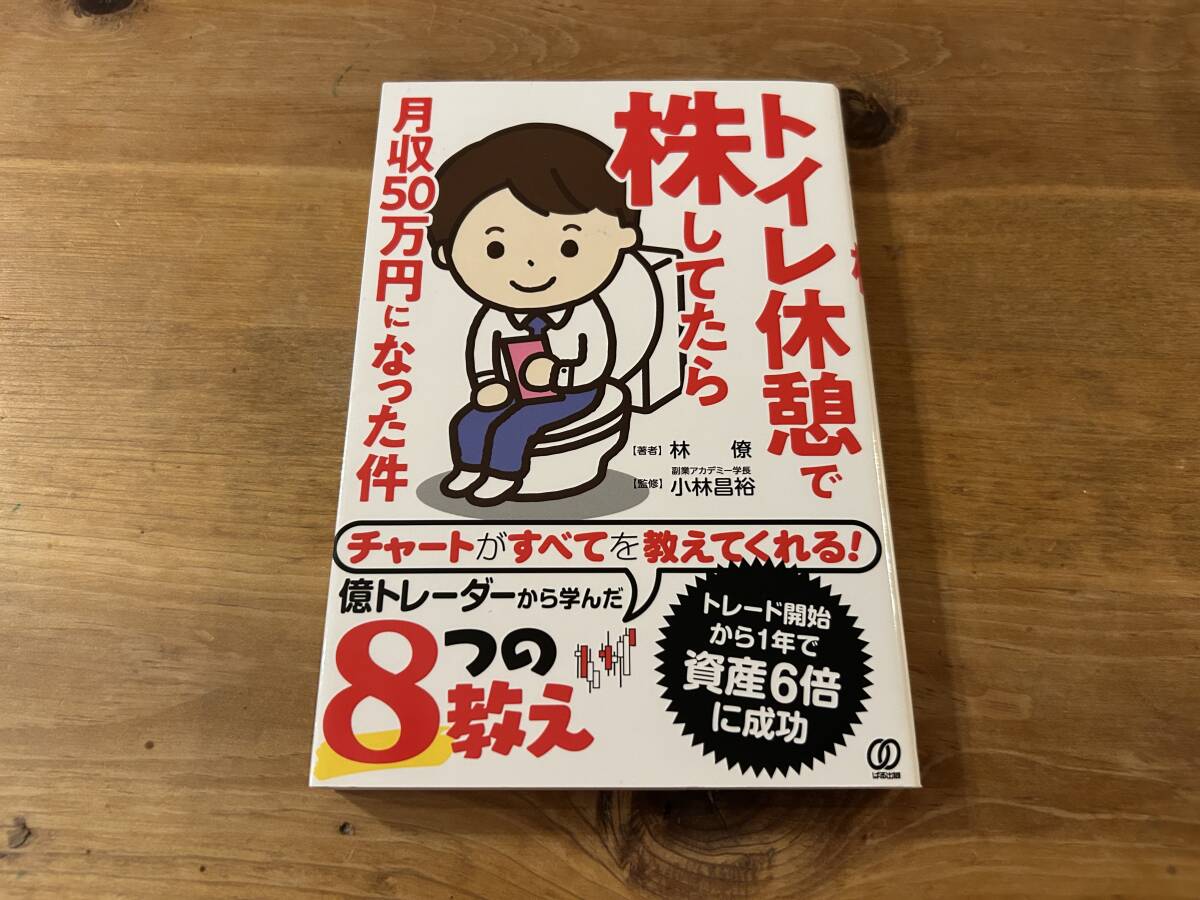 トイレ休憩で
株してたら
月収50万円になった件
【著者】林 僚
副業アカデミー学長
【監修】小林昌裕
チャートがすべてを教えてくれる!
億トレーダーから学んだ
8つの教え
トレード開始
から1年で
資産6倍
に成功
ぱる出版